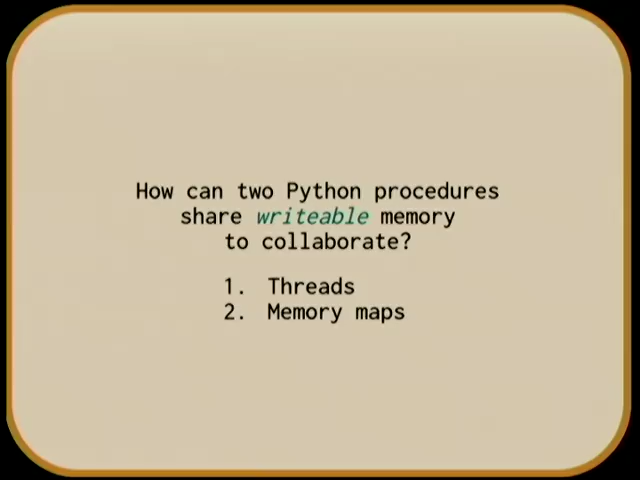 How can two Python procedures
share writeable memory
to collaborate?
1. Threads
2. Memory maps